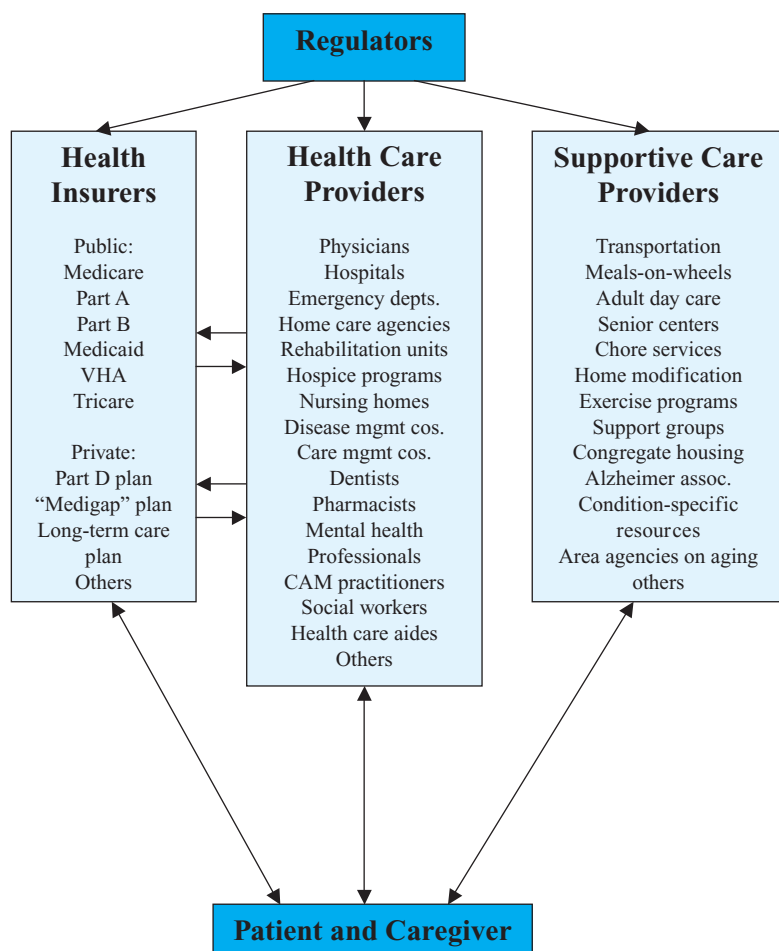 Regulators
Health
Insurers
Public:
Medicare
Part A
Part B
Medicaid
VHA
Tricare
Private:
Part D plan
“Medigap” plan
Long-term care
plan
Others
Health Care
Providers
Physicians
Hospitals
Emergency depts.
Home care agencies
Rehabilitation units
Hospice programs
Nursing homes
Disease mgmt cos.
Care mgmt cos.
Dentists
Pharmacists
Mental health
Professionals
CAM practitioners
Social workers
Health care aides
Others
Supportive Care
Providers
Transportation
Meals-on-wheels
Adult day care
Senior centers
Chore services
Home modification
Exercise programs
Support groups
Congregate housing
Alzheimer assoc.
Condition-specific
resources
Area agencies on aging
others
Patient and Caregiver